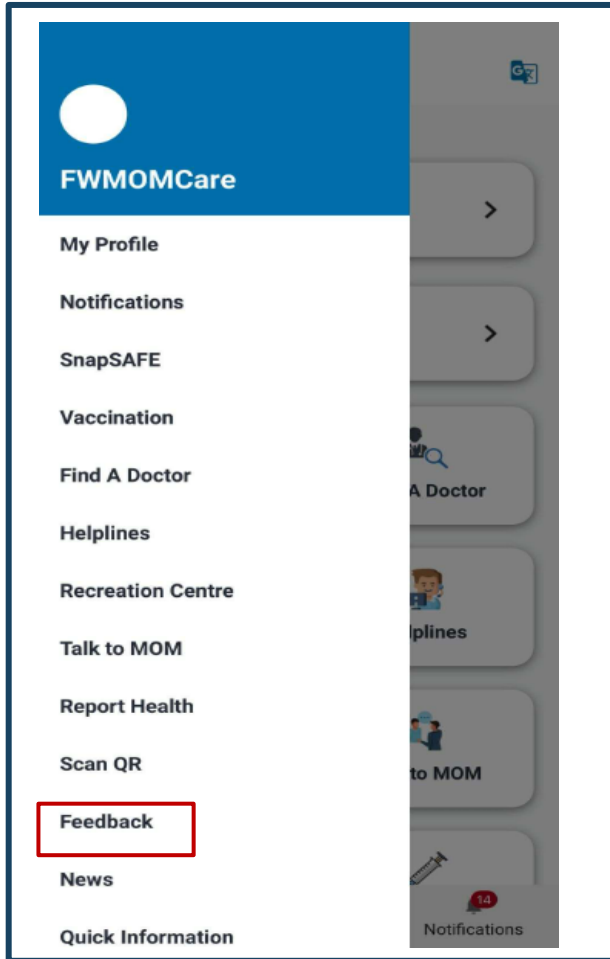 FWMOMCare
My Profile
Notifications
SnapSAFE
Vaccination
Find A Doctor
Helplines
Recreation Centre
Talk to MOM
Report Health
Scan QR
Feedback
News
Quick Information
A Doctor
lplines
to MOM
14
Notifications